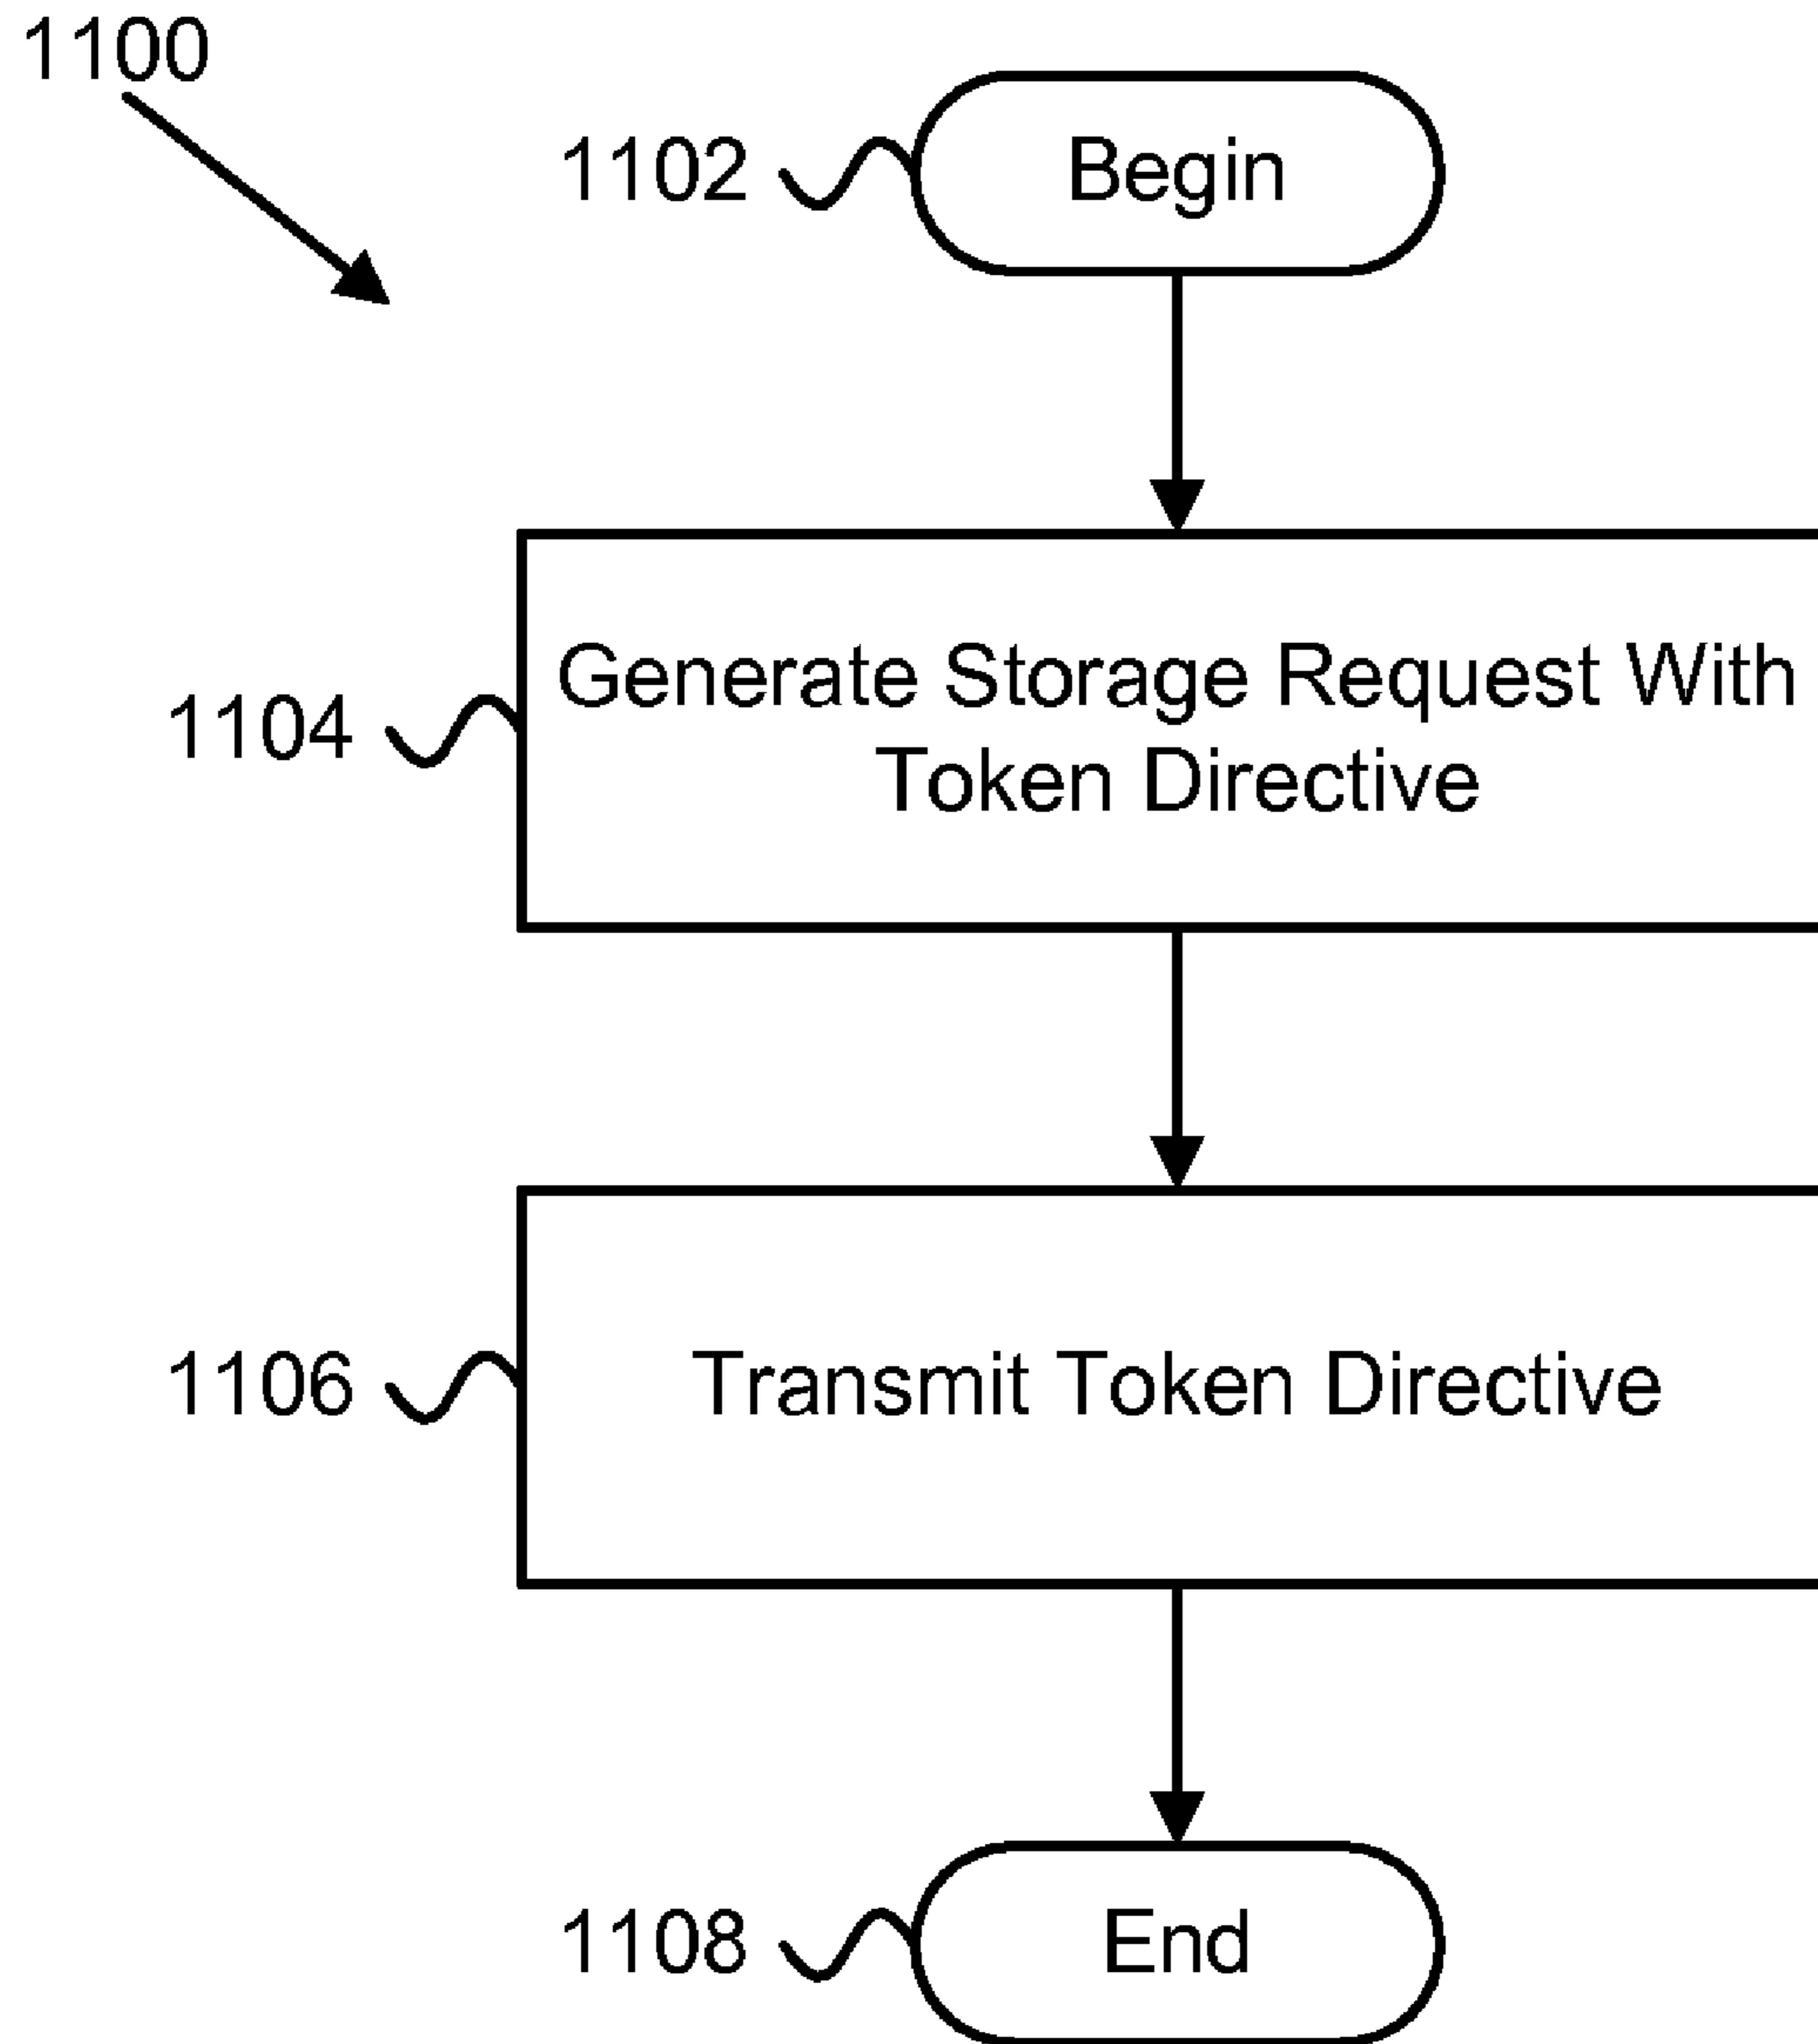 1100
1102
Begin
1104
Generate Storage Request With
Token Directive
1106
Transmit Token Directive
1108
End